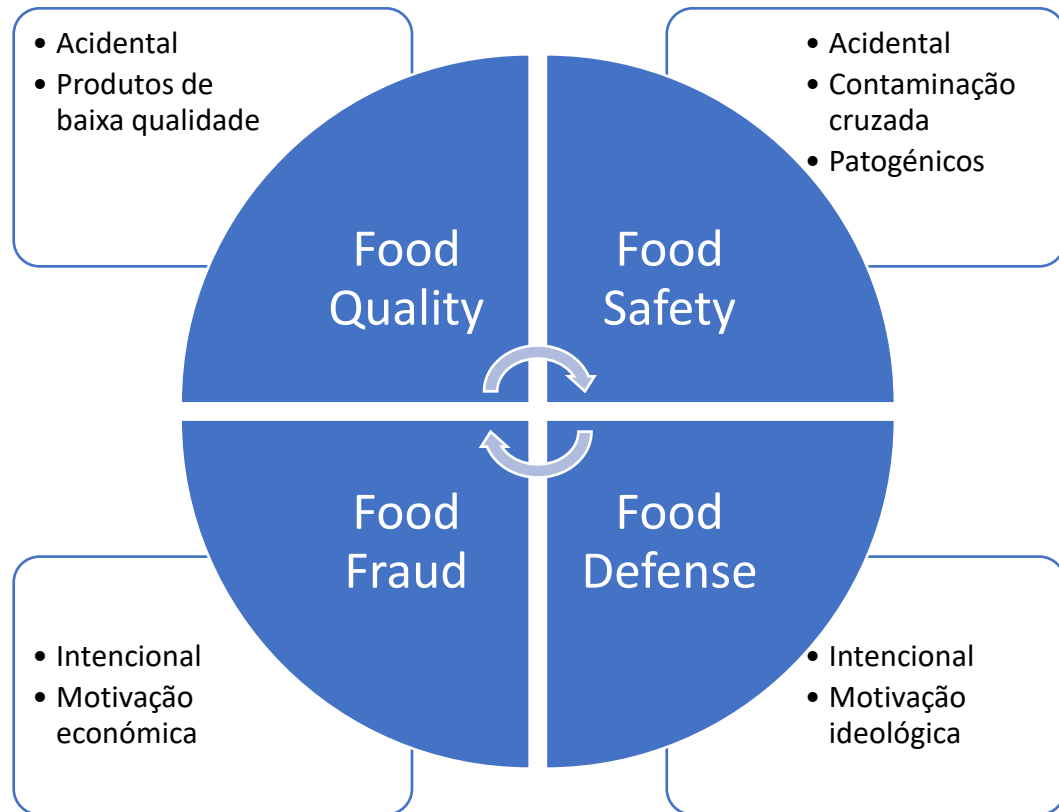 • Acidental
• Produtos de
baixa qualidade
• Acidental
• Contaminação
cruzada
• Patogénicos
Food
Quality
Food
Safety
Food
Fraud
Food
Defense
• Intencional
• Motivação
económica
• Intencional
• Motivação
ideológica